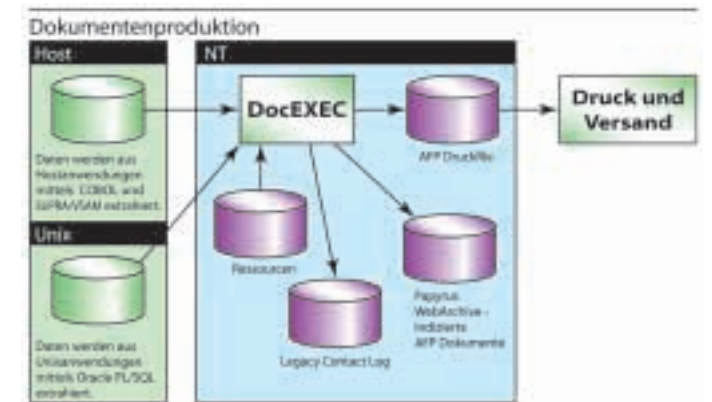 Dokumentenproduktion
Host
NT
DocEXEC
Druck und
Versand
AFP Druckfile
Daten werden aus
Hostanwendungen
mittels COBOL und
SUPRA/VSAM extrahiert.
Unix
Ressourcen
Papyrus
WebArchive -
indizierte
AFP Dokumente
Legacy Contact Log
Daten werden aus
Unixanwendungen
mittels Oracle PL/SQL
extrahiert.